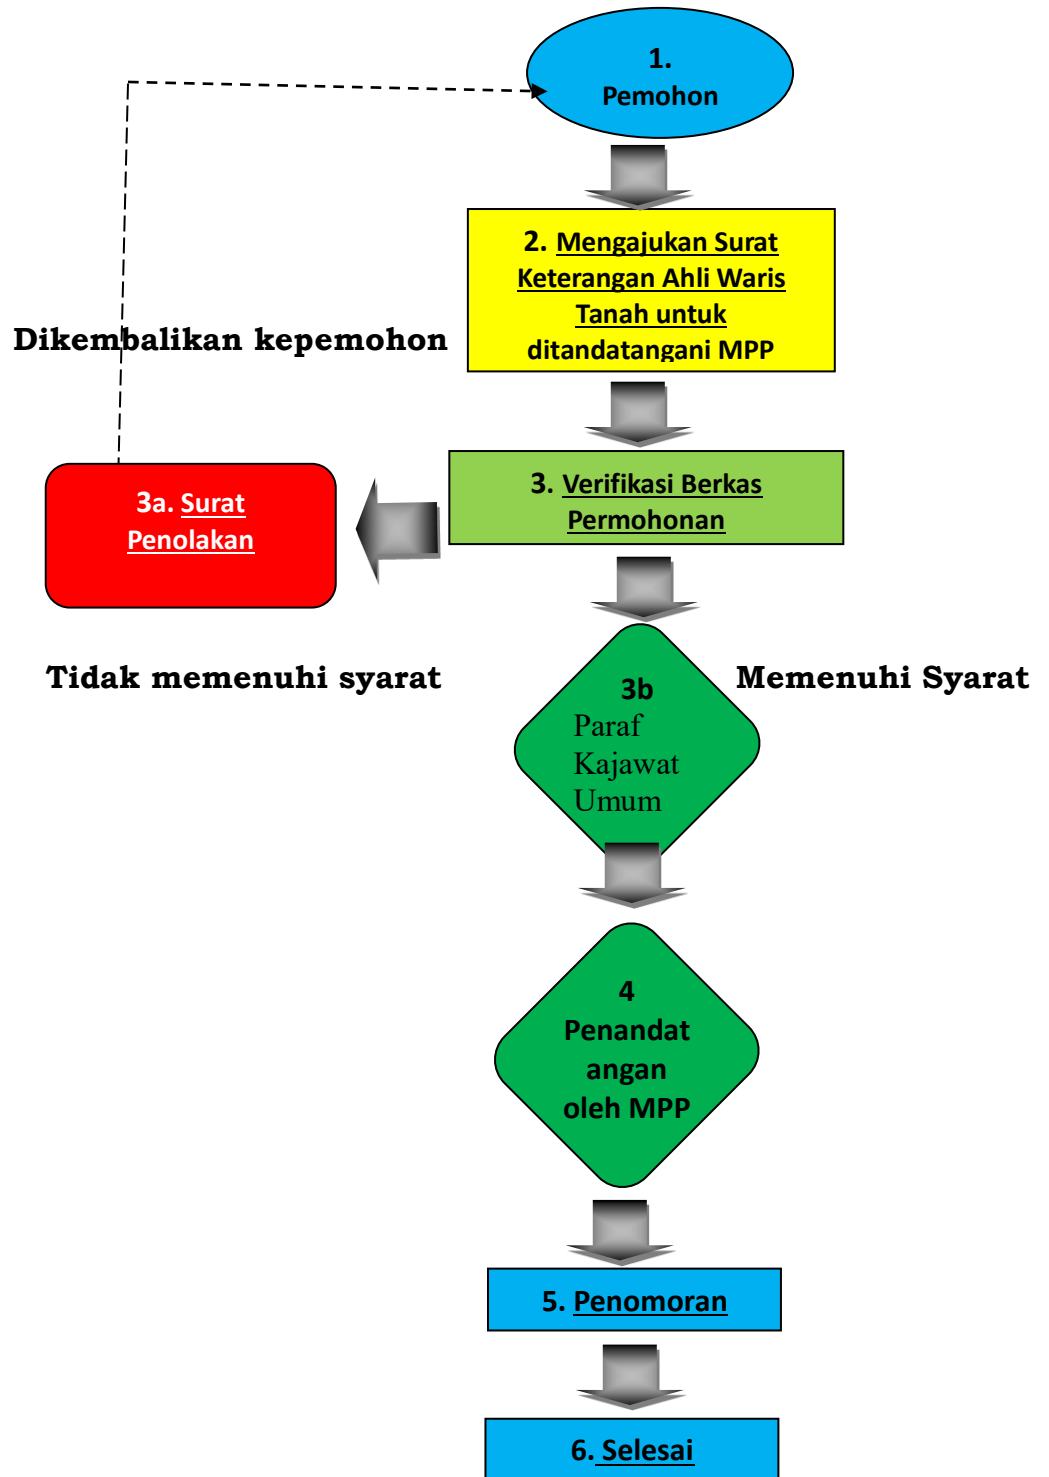 1.
Pemohon
2. Mengajukan Surat
Keterangan Ahli Waris
Tanah untuk
ditandatangani MPP
Dikembalikan kepemohon
3. Verifikasi Berkas
Permohonan
3a. Surat
Penolakan
Tidak memenuhi syarat
Memenuhi Syarat
3b
Paraf
Kajawat
Umum
4
Penandat
angan
oleh MPP
5. Penomoran
6. Selesai